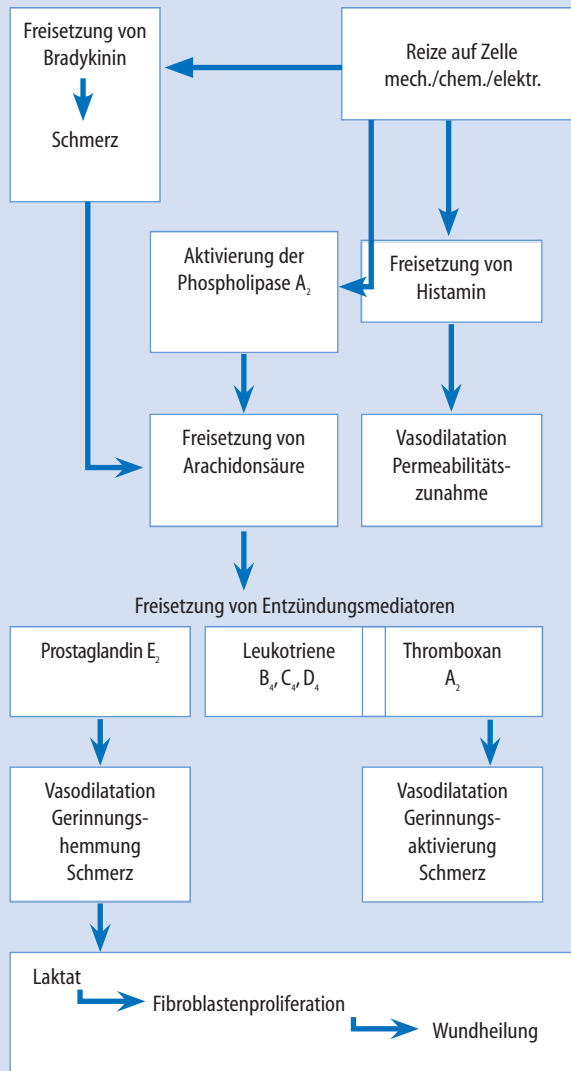 Freisetzung von
Bradykinin
Schmerz
Reize auf Zelle
mech./chem./elektr.
Aktivierung der
Phospholipase A₂
Freisetzung von
Histamin
Freisetzung von
Arachidonsäure
Vasodilatation
Permeabilitäts-
zunahme
Freisetzung von Entzündungsmediatoren
Prostaglandin E₂
Leukotriene
B₄, C₄, D₄
Thromboxan
A₂
Vasodilatation
Gerinnungs-
hemmung
Schmerz
Vasodilatation
Gerinnungs-
aktivierung
Schmerz
Laktat
Fibroblastenproliferation
Wundheilung